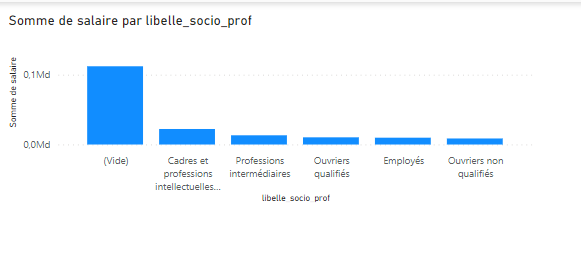 Somme de salaire par libelle_socio_prof
Somme de salaire
0,1Md
0,0Md
(Vide)
Cadres et
professions
intellectuelles...
Professions
intermédiaires
Ouvriers
qualifiés
Employés
Ouvriers non
qualifiés
libelle_socio_prof